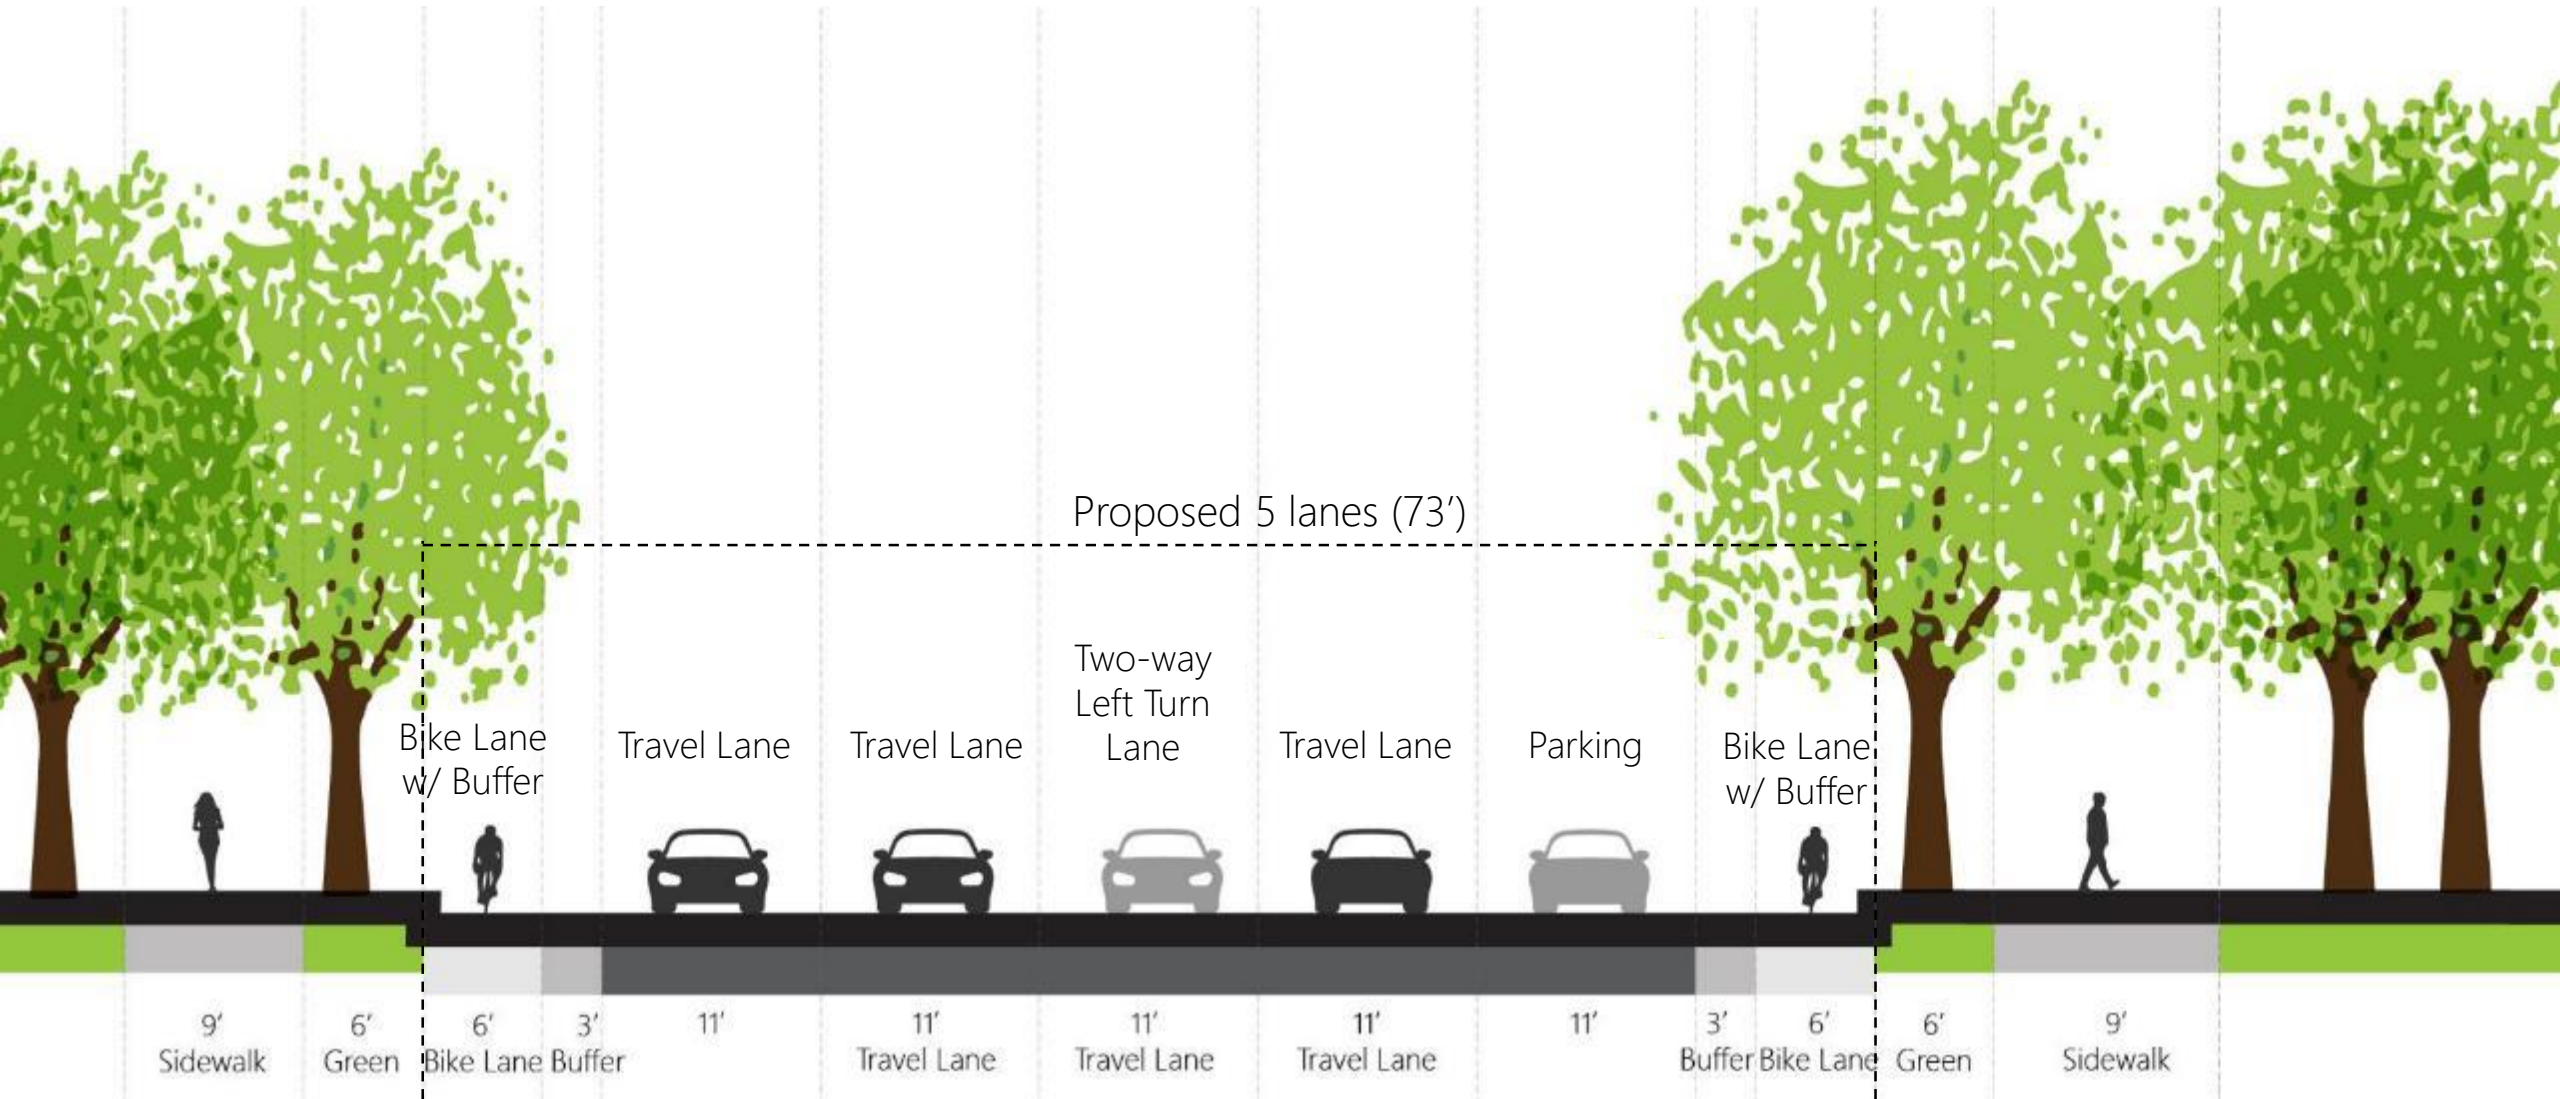 Proposed 5 lanes (73')
Two-way
Left Turn
Lane
Bike Lane
w/ Buffer
Travel Lane
Travel Lane
Travel Lane
Parking
Bike Lane
w/ Buffer
9'
Sidewalk
6'
Green
6'
Bike Lane
3'
Buffer
11'
11'
Travel Lane
11'
Travel Lane
11'
Travel Lane
11'
3'
Buffer
6'
Bike Lane
6'
Green
9'
Sidewalk